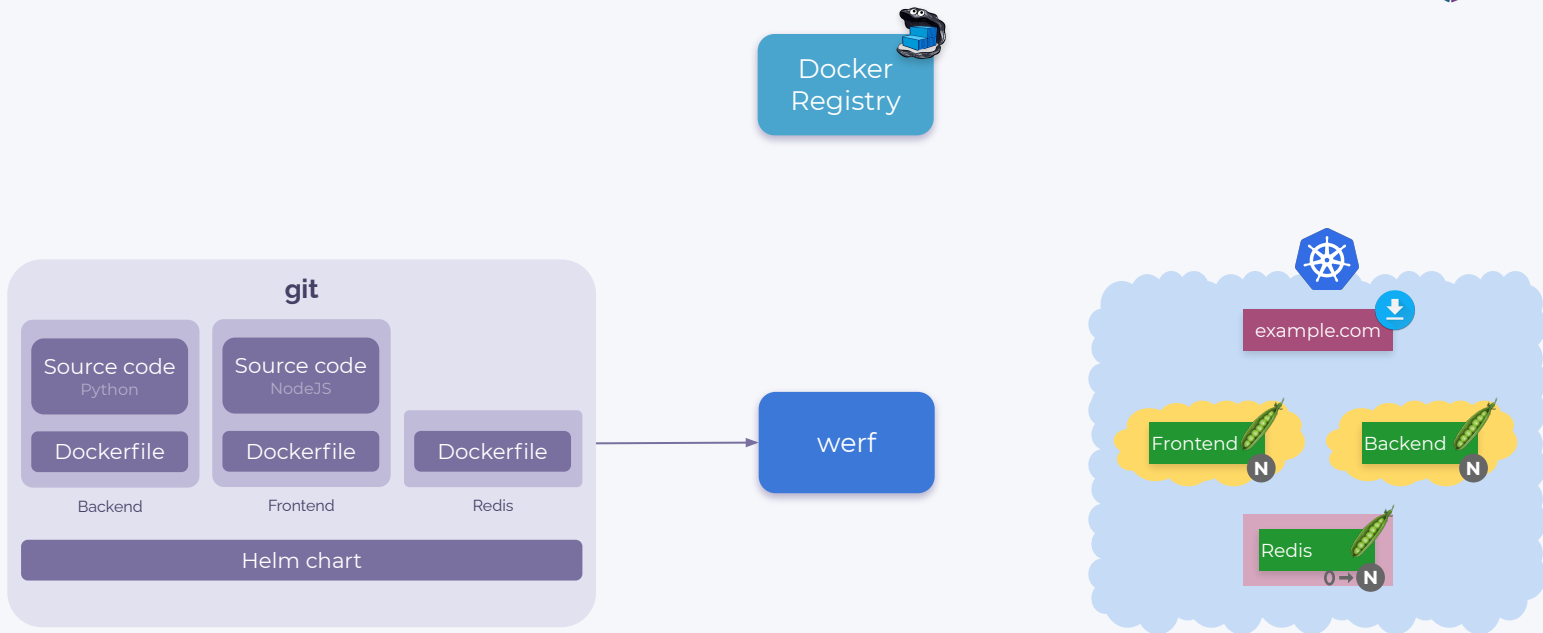 Docker
Registry
git
Source code
Python
Dockerfile
Backend
Source code
NodeJS
Dockerfile
Frontend
Dockerfile
Redis
Helm chart
werf
example.com
Frontend
N
Backend
N
Redis
0 → N